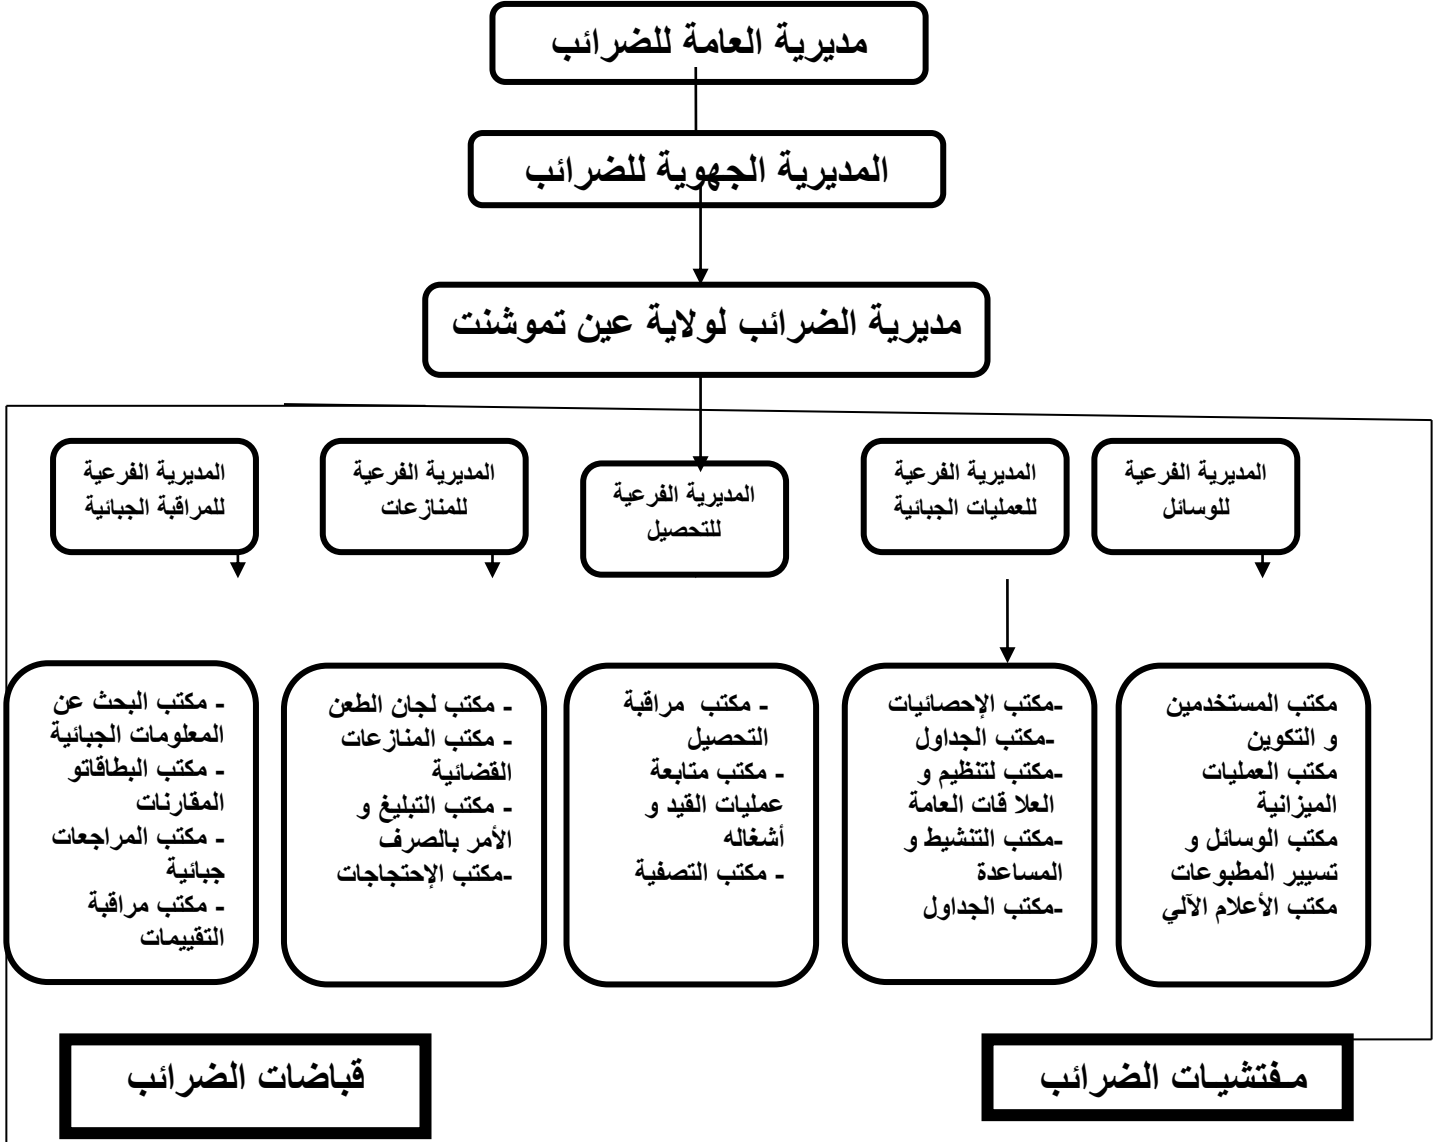 مديرية العامة للضرائب
المديرية الجهوية للضرائب
مديرية الضرائب لولاية عين تموشنت
المديرية الفرعية
للوسائل
المديرية الفرعية
للعمليات الجبائية
المديرية الفرعية
للتحصيل
المديرية الفرعية
للمنازعات
المديرية الفرعية
للمراقبة الجبائية
مكتب المستخدمين
و التكوين
مكتب العمليات
الميزانية
مكتب الوسائل و
تسيير المطبوعات
مكتب الأعلام الآلي
-مكتب الإحصائيات
-مكتب الجداول
-مكتب لتنظيم و
العلا قات العامة
-مكتب التنشيط و
المساعدة
-مكتب الجداول
- مكتب مراقبة
التحصيل
- مكتب متابعة
عمليات القيد و
أشغاله
- مكتب التصفية
- مكتب لجان الطعن
- مكتب المنازعات
القضائية
- مكتب التبليغ و
الأمر بالصرف
-مكتب الإحتجاجات
- مكتب البحث عن
المعلومات الجبائية
- مكتب البطاقاتو
المقارنات
- مكتب المراجعات
جبائية
- مكتب مراقبة
التقييمات
مـفتشيـات الضرائب
قباضات الضرائب